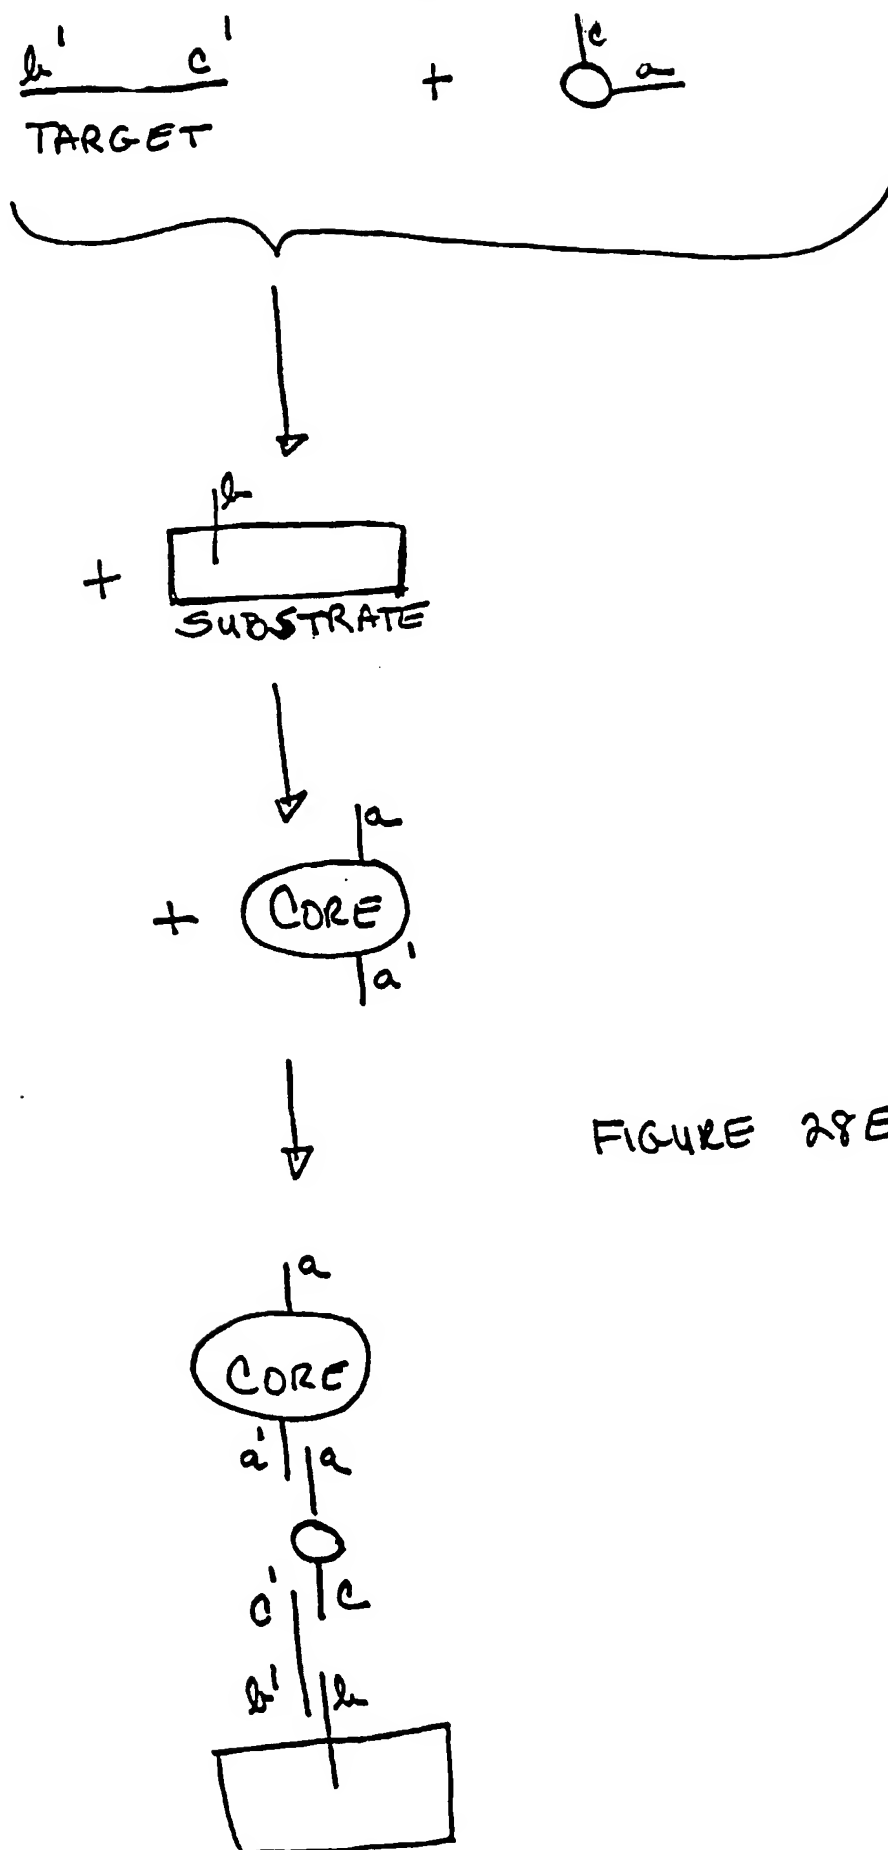 b' c' + c a
TARGET
b
+
SUBSTRATE
a
+ CORE
a'
FIGURE 28E
a
CORE
a' a
c' c
b' b